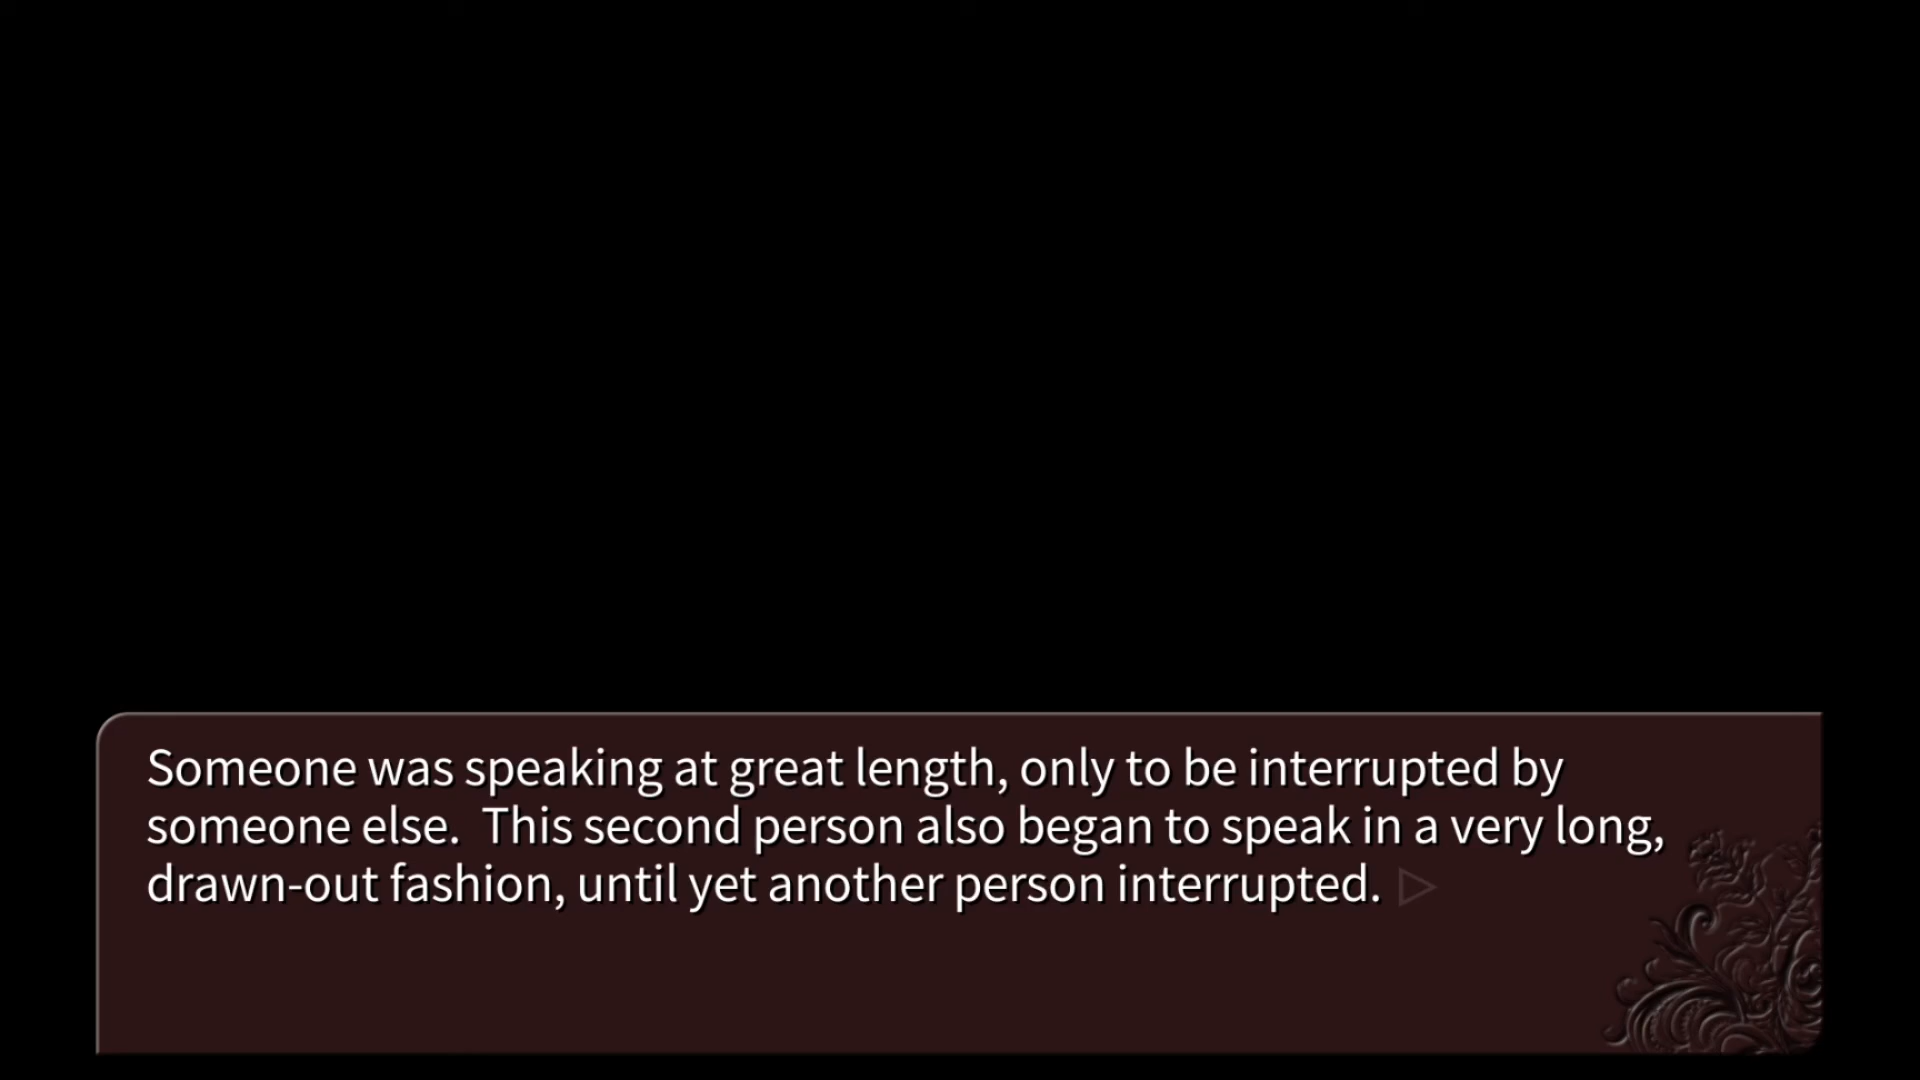 Someone was speaking at great length, only to be interrupted by
someone else.  This second person also began to speak in a very long,
drawn-out fashion, until yet another person interrupted.